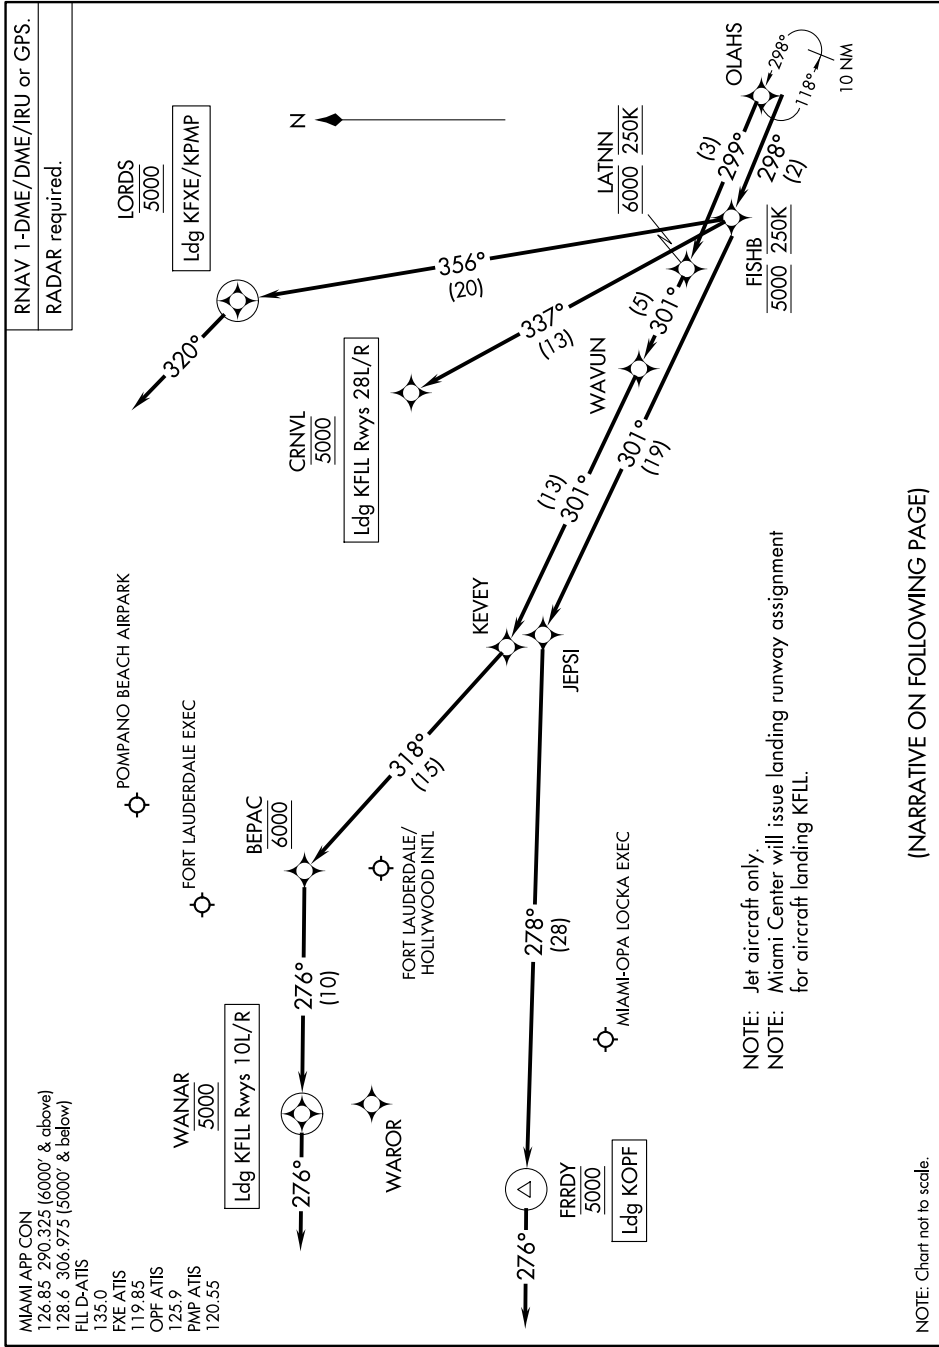 RNAV 1-DME/DME/IRU or GPS.
RADAR required.
MIAMI APP CON
126.85 290.325 (6000' & above)
128.6 306.975 (5000' & below)
FLL D-ATIS
135.0
FXE ATIS
119.85
OPF ATIS
125.9
PMP ATIS
120.55
POMPANO BEACH AIRPARK
FORT LAUDERDALE EXEC
LORDS
5000
Ldg KFXE/KPMP
N
320°
356°
(20)
CRNVL
5000
Ldg KFLL Rwys 28L/R
337°
(13)
LATNN
6000 250K
OLAHS
298°
118°
10 NM
(3)
299°
298°
(2)
FISHB
5000 250K
(5)
301°
WAVUN
(13)
301°
301°
(19)
KEVEY
JEPSI
318°
(15)
BEPAC
6000
FORT LAUDERDALE/
HOLLYWOOD INTL
276°
(10)
WANAR
5000
Ldg KFLL Rwys 10L/R
276°
WAROR
278°
(28)
MIAMI-OPA LOCKA EXEC
FRRDY
5000
Ldg KOPF
276°
NOTE: Jet aircraft only.
NOTE: Miami Center will issue landing runway assignment
for aircraft landing KFLL.
(NARRATIVE ON FOLLOWING PAGE)
NOTE: Chart not to scale.